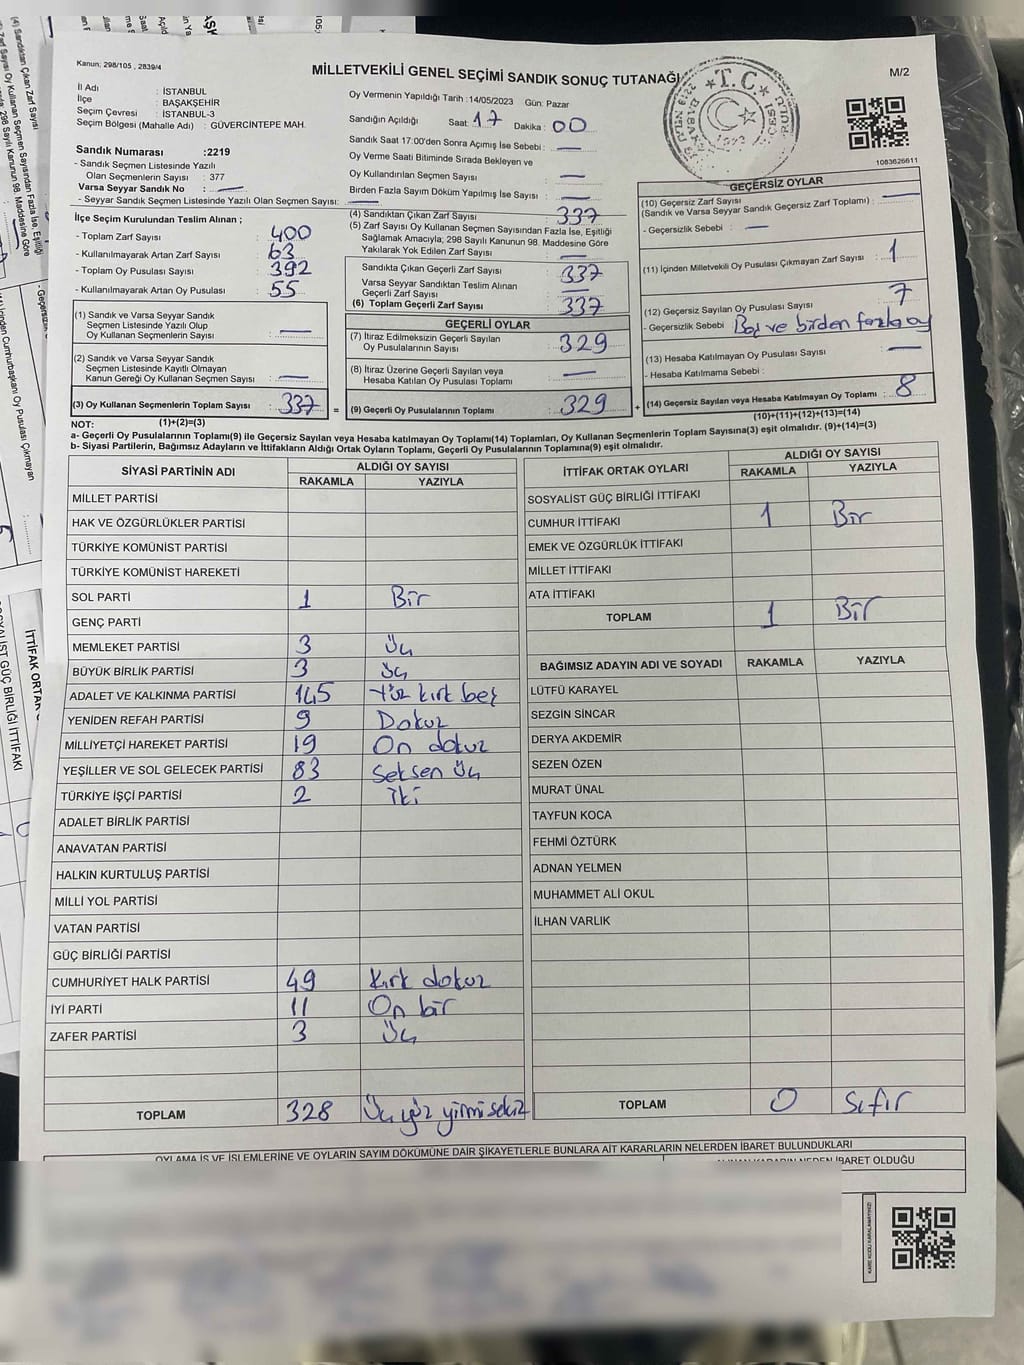 Kanun; 298/105 , 2839/4
MİLLETVEKİLİ GENEL SEÇİMİ SANDIK SONUÇ TUTANAĞI
M/2
T.C.
1923
İl Adı : İSTANBUL
İlçe : BAŞAKŞEHİR
Seçim Çevresi : İSTANBUL-3
Seçim Bölgesi (Mahalle Adı) : GÜVERCİNTEPE MAH.
Sandık Numarası :2219
- Sandık Seçmen Listesinde Yazılı
Olan Seçmenlerin Sayısı : 377
Varsa Seyyar Sandık No : —
- Seyyar Sandık Seçmen Listesinde Yazılı Olan Seçmen Sayısı: —
Oy Vermenin Yapıldığı Tarih :14/05/2023 Gün: Pazar
Sandığın Açıldığı Saat : 17 Dakika : 00
Sandık Saat 17:00'den Sonra Açılmış İse Sebebi : —
Oy Verme Saati Bitiminde Sırada Bekleyen ve
Oy Kullandırılan Seçmen Sayısı : —
Birden Fazla Sayım Döküm Yapılmış İse Sayısı : —
1083626611
İlçe Seçim Kurulundan Teslim Alınan ;
- Toplam Zarf Sayısı : 400
- Kullanılmayarak Artan Zarf Sayısı : 63
- Toplam Oy Pusulası Sayısı : 392
- Kullanılmayarak Artan Oy Pusulası : 55
(1) Sandık ve Varsa Seyyar Sandık
Seçmen Listesinde Yazılı Olup
Oy Kullanan Seçmenlerin Sayısı : —
(2) Sandık ve Varsa Seyyar Sandık
Seçmen Listesinde Kayıtlı Olmayan
Kanun Gereği Oy Kullanan Seçmen Sayısı : —
(3) Oy Kullanan Seçmenlerin Toplam Sayısı : 337
(1)+(2)=(3)
(4) Sandıktan Çıkan Zarf Sayısı : 337
(5) Zarf Sayısı Oy Kullanan Seçmen Sayısından Fazla İse, Eşitliği
Sağlamak Amacıyla; 298 Sayılı Kanunun 98. Maddesine Göre
Yakılarak Yok Edilen Zarf Sayısı : —
Sandıkta Çıkan Geçerli Zarf Sayısı : 337
Varsa Seyyar Sandıktan Teslim Alınan
Geçerli Zarf Sayısı : —
(6) Toplam Geçerli Zarf Sayısı : 337
GEÇERLİ OYLAR
(7) İtiraz Edilmeksizin Geçerli Sayılan
Oy Pusulalarının Sayısı : 329
(8) İtiraz Üzerine Geçerli Sayılan veya
Hesaba Katılan Oy Pusulası Toplamı : —
= (9) Geçerli Oy Pusulalarının Toplamı : 329 +
GEÇERSİZ OYLAR
(10) Geçersiz Zarf Sayısı
(Sandık ve Varsa Seyyar Sandık Geçersiz Zarf Toplamı) : —
- Geçersizlik Sebebi : —
(11) İçinden Milletvekili Oy Pusulası Çıkmayan Zarf Sayısı : 1
(12) Geçersiz Sayılan Oy Pusulası Sayısı : 7
- Geçersizlik Sebebi : Boş ve birden fazla oy
(13) Hesaba Katılmayan Oy Pusulası Sayısı : —
- Hesaba Katılmama Sebebi :
(14) Geçersiz Sayılan veya Hesaba Katılmayan Oy Toplamı : 8
(10)+(11)+(12)+(13)=(14)
NOT:
a- Geçerli Oy Pusulalarının Toplamı(9) ile Geçersiz Sayılan veya Hesaba katılmayan Oy Toplamı(14) Toplamları, Oy Kullanan Seçmenlerin Toplam Sayısına(3) eşit olmalıdır. (9)+(14)=(3)
b- Siyasi Partilerin, Bağımsız Adayların ve İttifakların Aldığı Ortak Oyların Toplamı, Geçerli Oy Pusulalarının Toplamına(9) eşit olmalıdır.
SİYASİ PARTİNİN ADI ALDIĞI OY SAYISI
RAKAMLA YAZIYLA
MİLLET PARTİSİ
HAK VE ÖZGÜRLÜKLER PARTİSİ
TÜRKİYE KOMÜNİST PARTİSİ
TÜRKİYE KOMÜNİST HAREKETİ
SOL PARTİ 1 Bir
GENÇ PARTİ
MEMLEKET PARTİSİ 3 Üç
BÜYÜK BİRLİK PARTİSİ 3 Üç
ADALET VE KALKINMA PARTİSİ 145 Yüz kırk beş
YENİDEN REFAH PARTİSİ 9 Dokuz
MİLLİYETÇİ HAREKET PARTİSİ 19 On dokuz
YEŞİLLER VE SOL GELECEK PARTİSİ 83 Seksen üç
TÜRKİYE İŞÇİ PARTİSİ 2 İki
ADALET BİRLİK PARTİSİ
ANAVATAN PARTİSİ
HALKIN KURTULUŞ PARTİSİ
MİLLİ YOL PARTİSİ
VATAN PARTİSİ
GÜÇ BİRLİĞİ PARTİSİ
CUMHURİYET HALK PARTİSİ 49 Kırk dokuz
İYİ PARTİ 11 On bir
ZAFER PARTİSİ 3 Üç
TOPLAM 328 Üç yüz yirmi sekiz
İTTİFAK ORTAK OYLARI ALDIĞI OY SAYISI
RAKAMLA YAZIYLA
SOSYALİST GÜÇ BİRLİĞİ İTTİFAKI
CUMHUR İTTİFAKI 1 Bir
EMEK VE ÖZGÜRLÜK İTTİFAKI
MİLLET İTTİFAKI
ATA İTTİFAKI
TOPLAM 1 Bir
BAĞIMSIZ ADAYIN ADI VE SOYADI RAKAMLA YAZIYLA
LÜTFÜ KARAYEL
SEZGİN SİNCAR
DERYA AKDEMİR
SEZEN ÖZEN
MURAT ÜNAL
TAYFUN KOCA
FEHMİ ÖZTÜRK
ADNAN YELMEN
MUHAMMET ALİ OKUL
İLHAN VARLIK
TOPLAM 0 Sıfır
OYLAMA İŞ VE İŞLEMLERİNE VE OYLARIN SAYIM DÖKÜMÜNE DAİR ŞİKAYETLERLE BUNLARA AİT KARARLARIN NELERDEN İBARET BULUNDUKLARI
İBARET OLDUĞU
KARE KODU KARALAMAYINIZ!